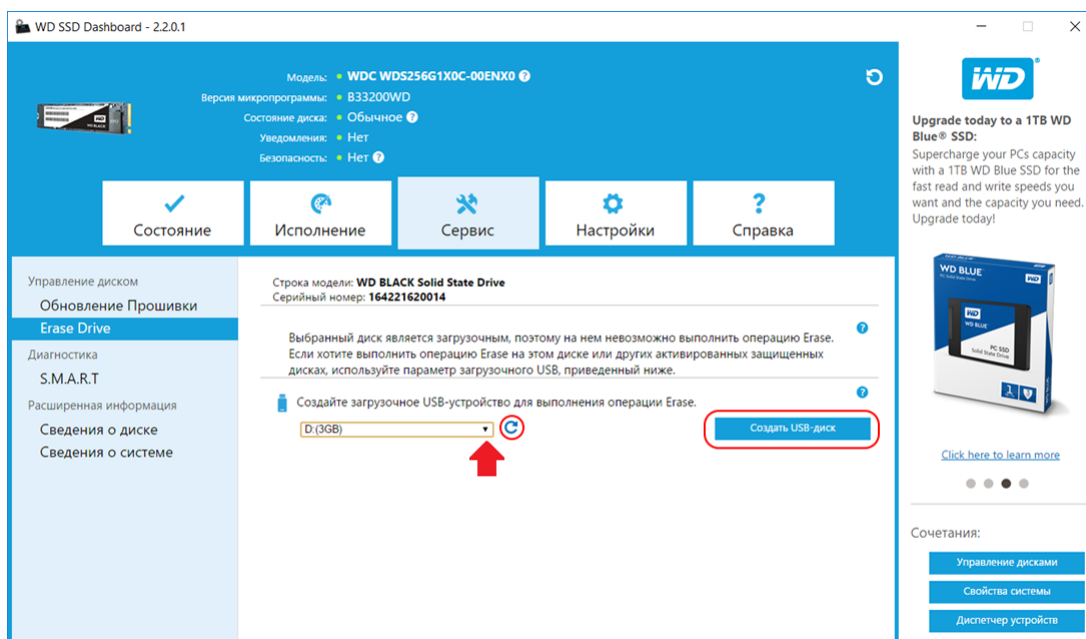 WD SSD Dashboard - 2.2.0.1
Модель: WDC WDS256G1X0C-00ENX0
Версия микропрограммы: B33200WD
Состояние диска: Обычное
Уведомления: Нет
Безопасность: Нет
Состояние
Исполнение
Сервис
Настройки
Справка
Управление диском
Обновление Прошивки
Erase Drive
Диагностика
S.M.A.R.T
Расширенная информация
Сведения о диске
Сведения о системе
Строка модели: WD BLACK Solid State Drive
Серийный номер: 164221620014
Выбранный диск является загрузочным, поэтому на нем невозможно выполнить операцию Erase.
Если хотите выполнить операцию Erase на этом диске или других активированных защищенных
дисках, используйте параметр загрузочного USB, приведенный ниже.
Создайте загрузочное USB-устройство для выполнения операции Erase.
D:(3GB)
Создать USB-диск
WD
Upgrade today to a 1TB WD
Blue® SSD:
Supercharge your PCs capacity
with a 1TB WD Blue SSD for the
fast read and write speeds you
want and the capacity you need.
Upgrade today!
WD BLUE
WD
WD
WD BLUE
PC SSD
Solid State Drive
Click here to learn more
Сочетания:
Управление дисками
Свойства системы
Диспетчер устройств